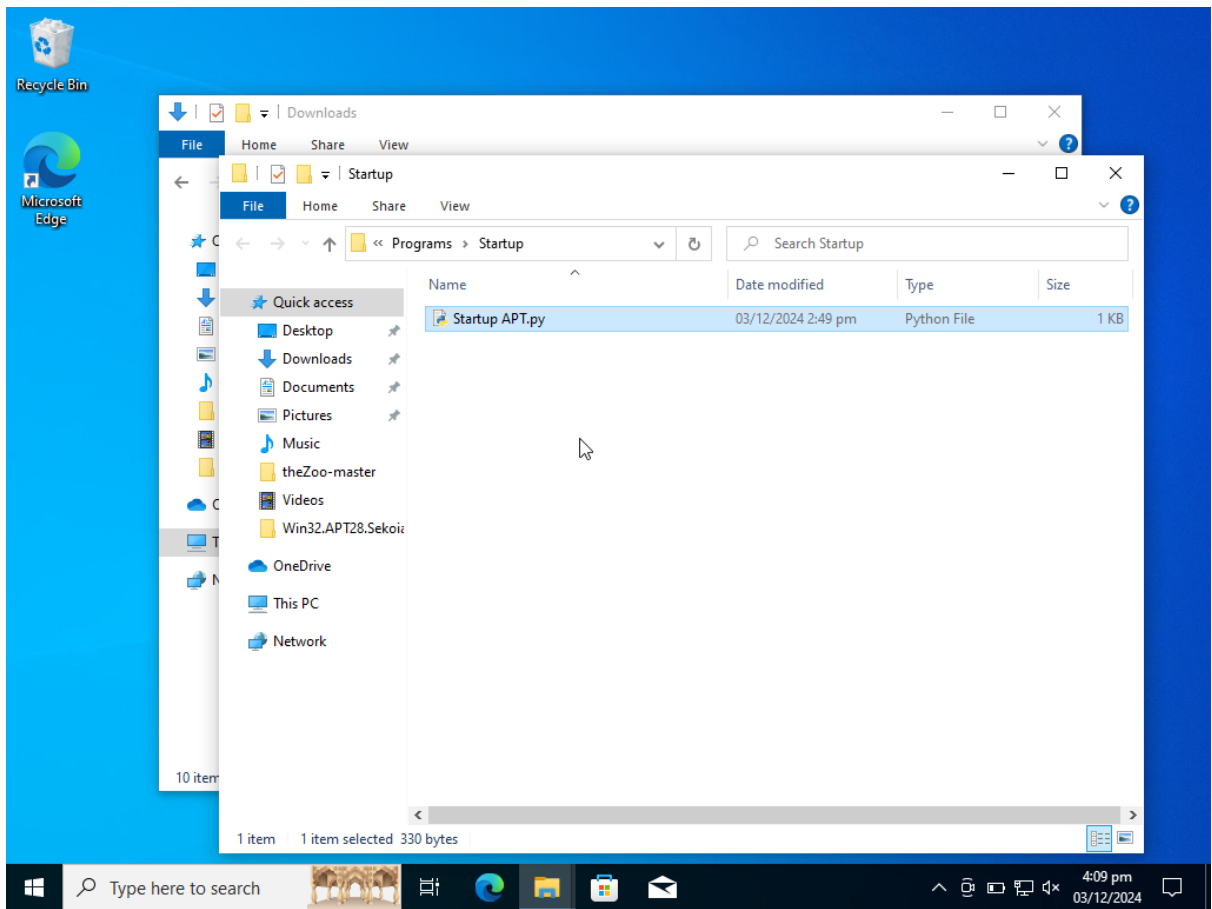 Recycle Bin
Microsoft
Edge
Downloads
File Home Share View
Startup
File Home Share View
« Programs › Startup
Search Startup
Name Date modified Type Size
Startup APT.py 03/12/2024 2:49 pm Python File 1 KB
Quick access
Desktop
Downloads
Documents
Pictures
Music
theZoo-master
Videos
Win32.APT28.Sekoia
OneDrive
This PC
Network
10 item
1 item 1 item selected 330 bytes
Type here to search
4:09 pm
03/12/2024